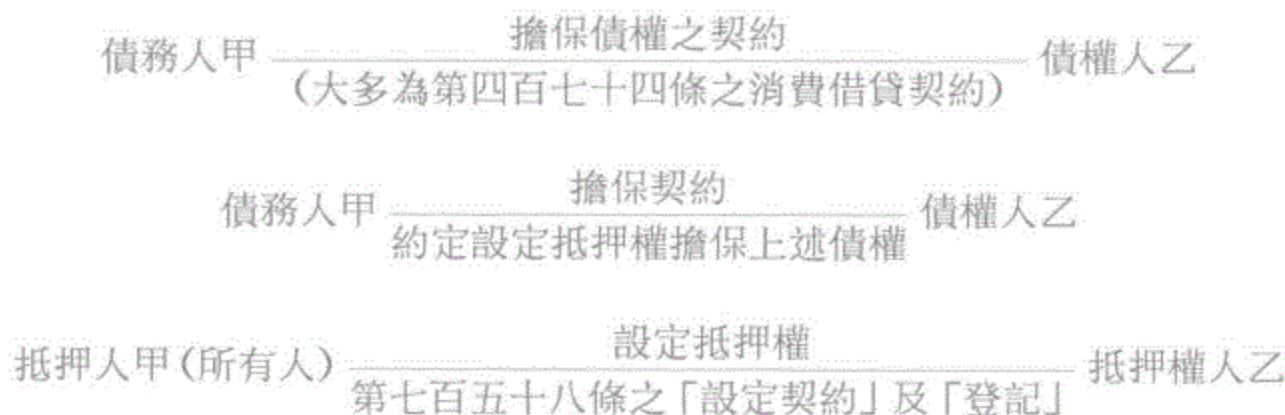 債務人甲 擔保債權之契約 債權人乙
(大多為第四百七十四條之消費借貸契約)
債務人甲 擔保契約 債權人乙
約定設定抵押權擔保上述債權
抵押人甲(所有人) 設定抵押權 抵押權人乙
第七百五十八條之「設定契約」及「登記」